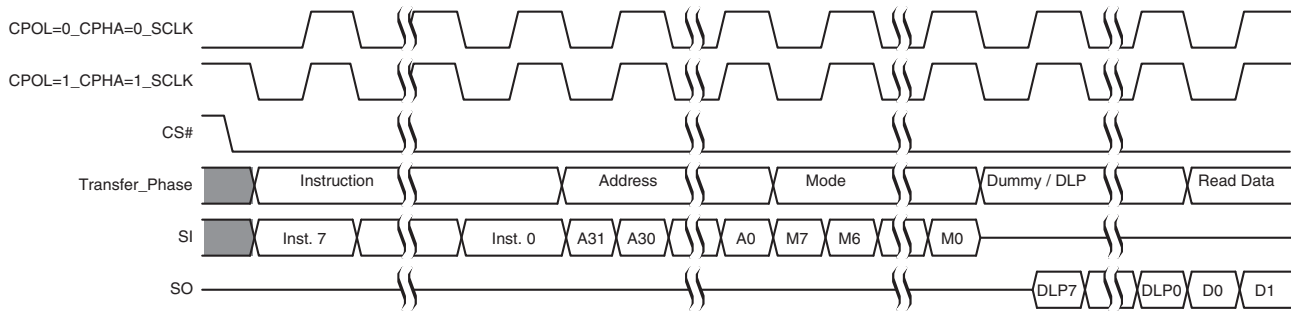 CPOL=0_CPHA=0_SCLK
CPOL=1_CPHA=1_SCLK
CS#
Transfer_Phase Instruction Address Mode Dummy / DLP Read Data
SI Inst. 7 Inst. 0 A31 A30 A0 M7 M6 M0
SO DLP7 DLP0 D0 D1